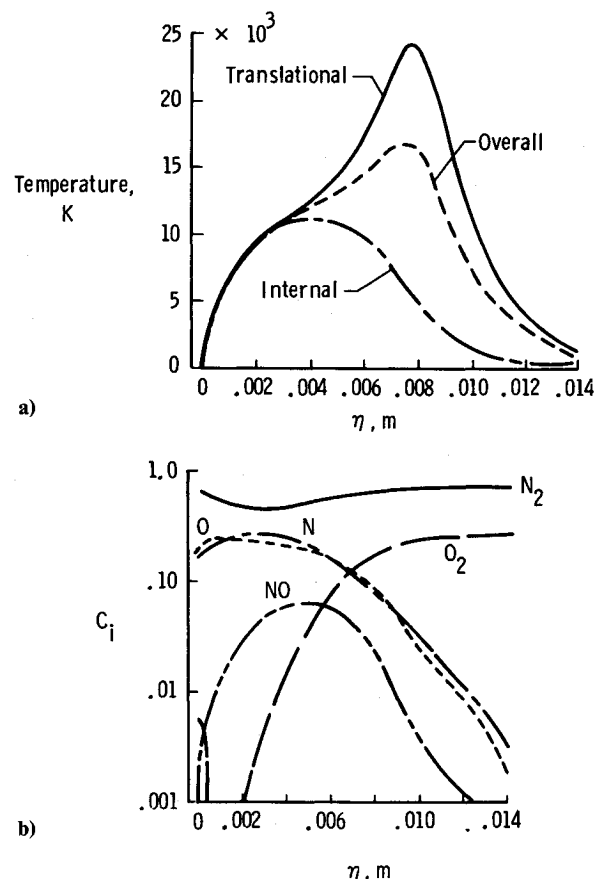 × 10³
25
20
15
10
5
0
Temperature,
K
Translational
Overall
Internal
0 .002 .004 .006 .008 .010 .012 .014
η, m
a)
1.0
.10
.01
.001
C_i
N₂
O
N
O₂
NO
0 .002 .006 .010 .014
η, m
b)